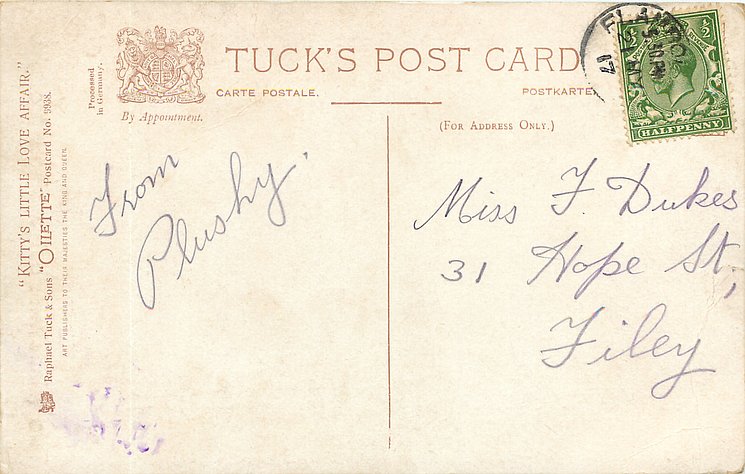 "KITTY'S LITTLE LOVE AFFAIR."
Raphael Tuck & Sons "OILETTE" Postcard No. 9938.
ART PUBLISHERS TO THEIR MAJESTIES THE KING AND QUEEN.
Processed
in Germany.
By Appointment.
TUCK'S POST CARD
CARTE POSTALE.
POSTKARTE
(FOR ADDRESS ONLY.)
HALFPENNY
From
Plushy.
Miss F. Dukes
31 Hope St,
Filey